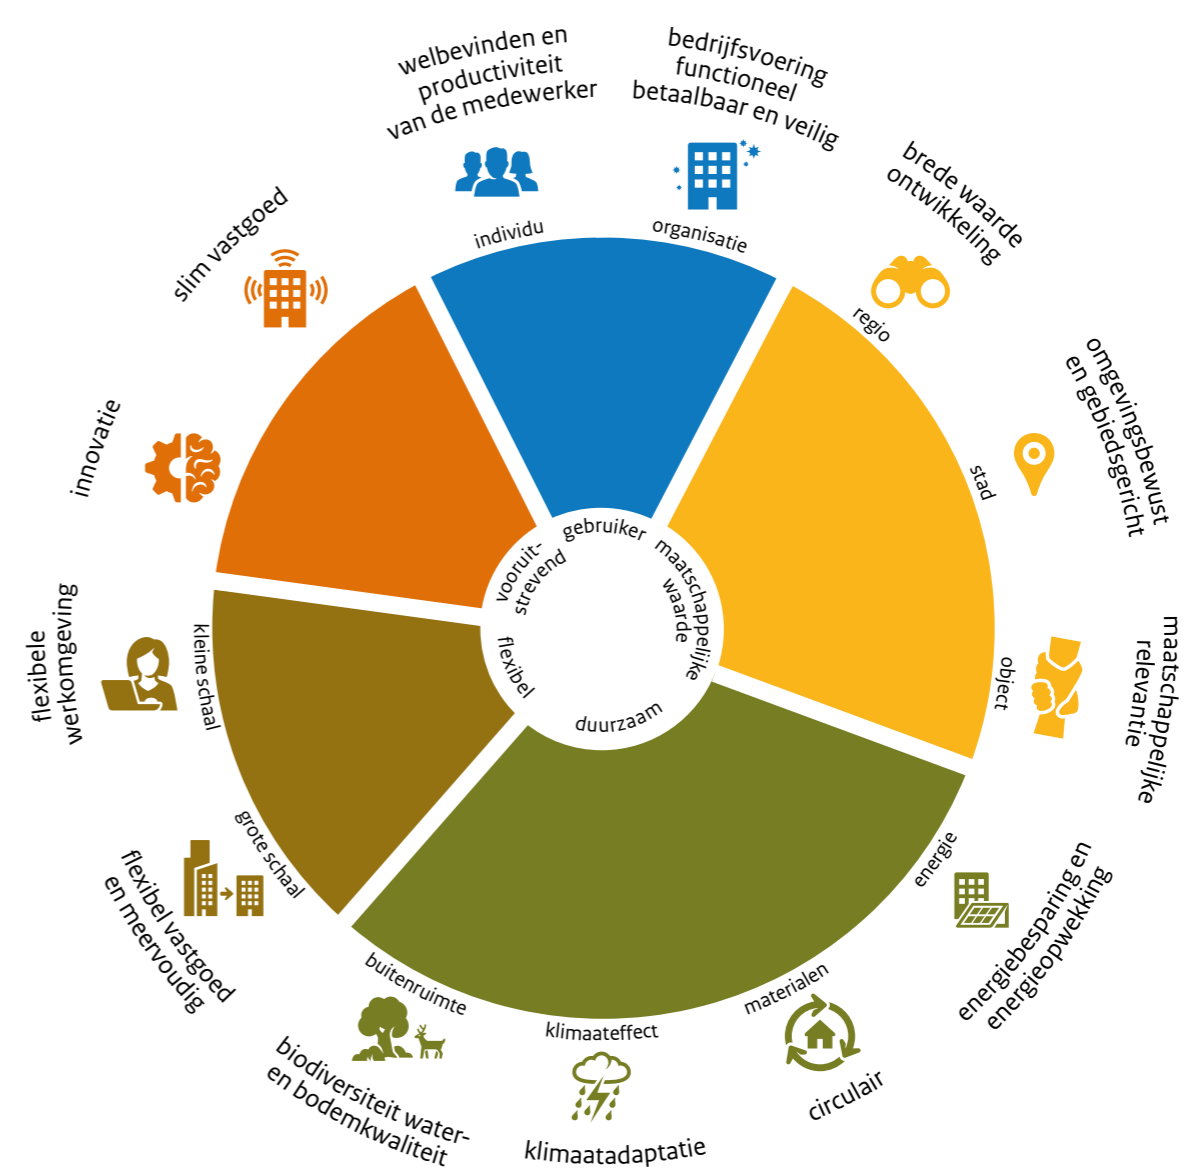 welbevinden en
productiviteit
van de medewerker
individu
bedrijfsvoering
functioneel
betaalbaar en veilig
organisatie
brede waarde
ontwikkeling
regio
omgevingsbewust
en gebiedsgericht
stad
maatschappelijke
relevantie
object
energiebesparing en
energieopwekking
energie
materialen
circulair
klimaateffect
klimaatadaptatie
buitenruimte
biodiversiteit water-
en bodemkwaliteit
grote schaal
flexibel vastgoed
en meervoudig
kleine schaal
flexibele
werkomgeving
innovatie
slim vastgoed
gebruiker
maatschappelijke
waarde
duurzaam
flexibel
vooruit-
strevend